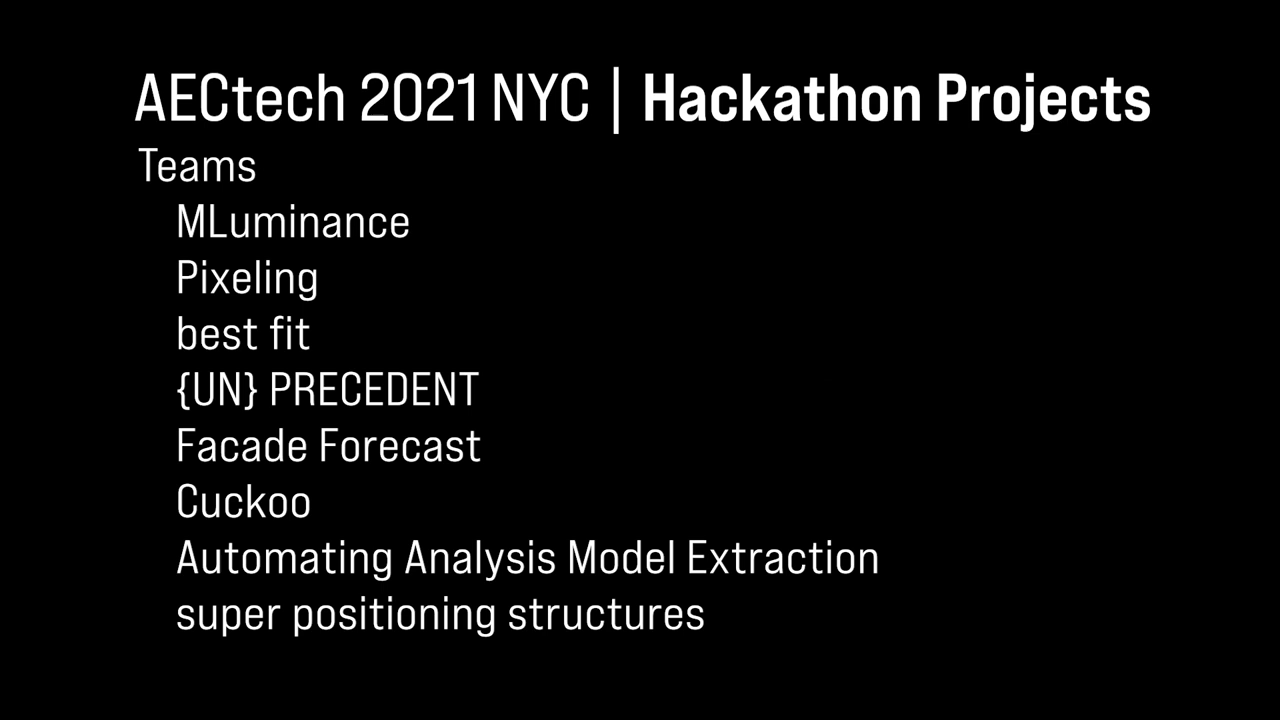 AECtech 2021 NYC | Hackathon Projects
Teams
MLuminance
Pixeling
best fit
{UN} PRECEDENT
Facade Forecast
Cuckoo
Automating Analysis Model Extraction
super positioning structures